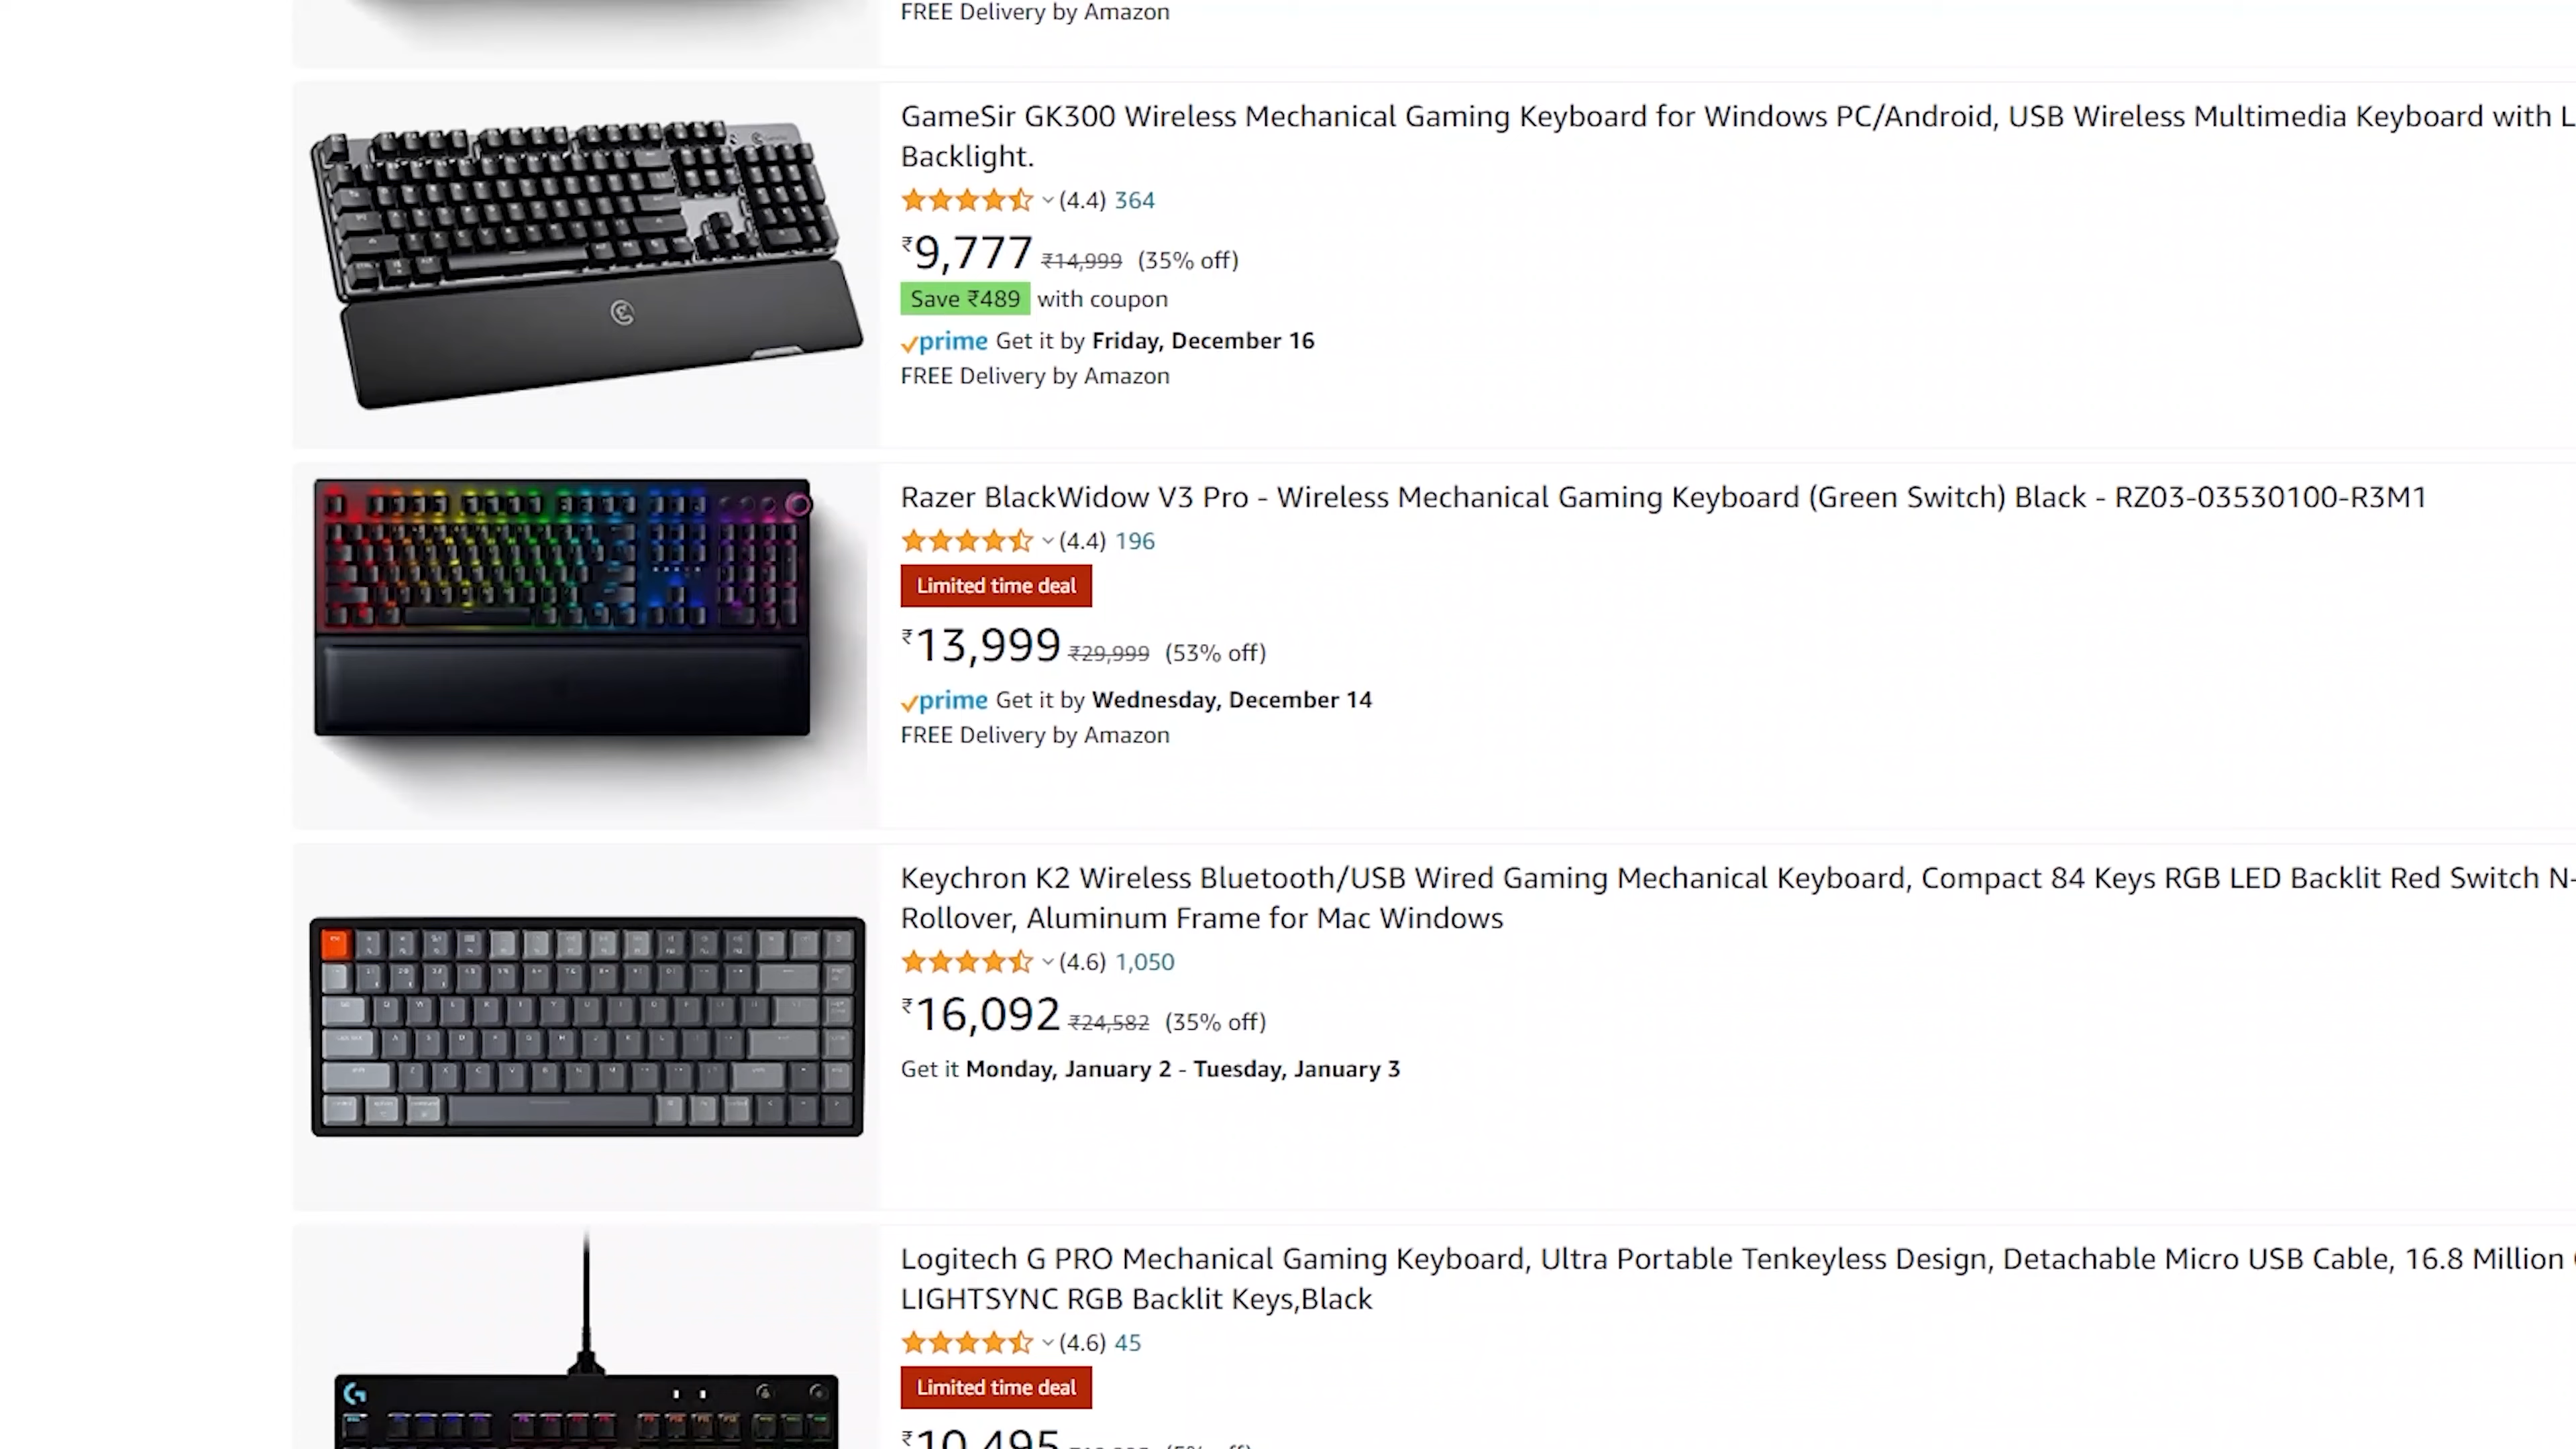 FREE Delivery by Amazon
GameSir GK300 Wireless Mechanical Gaming Keyboard for Windows PC/Android, USB Wireless Multimedia Keyboard with L
Backlight.
(4.4) 364
₹9,777 ₹14,999 (35% off)
Save ₹489 with coupon
prime Get it by Friday, December 16
FREE Delivery by Amazon
Razer BlackWidow V3 Pro - Wireless Mechanical Gaming Keyboard (Green Switch) Black - RZ03-03530100-R3M1
(4.4) 196
Limited time deal
₹13,999 ₹29,999 (53% off)
prime Get it by Wednesday, December 14
FREE Delivery by Amazon
Keychron K2 Wireless Bluetooth/USB Wired Gaming Mechanical Keyboard, Compact 84 Keys RGB LED Backlit Red Switch N-
Rollover, Aluminum Frame for Mac Windows
(4.6) 1,050
₹16,092 ₹24,582 (35% off)
Get it Monday, January 2 - Tuesday, January 3
Logitech G PRO Mechanical Gaming Keyboard, Ultra Portable Tenkeyless Design, Detachable Micro USB Cable, 16.8 Million
LIGHTSYNC RGB Backlit Keys,Black
(4.6) 45
Limited time deal
₹10,495